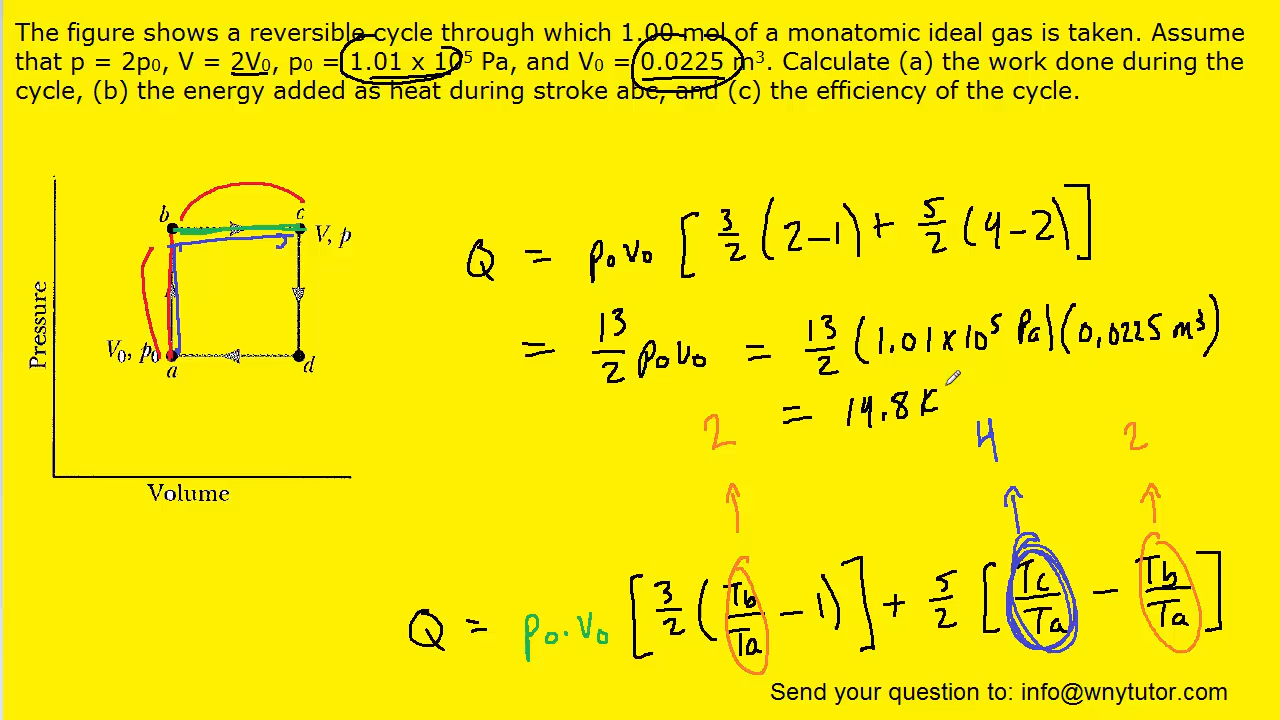 The figure shows a reversible cycle through which 1.00 mol of a monatomic ideal gas is taken. Assume
that p = 2p₀, V = 2V₀, p₀ = 1.01 x 10⁵ Pa, and V₀ = 0.0225 m³. Calculate (a) the work done during the
cycle, (b) the energy added as heat during stroke abc, and (c) the efficiency of the cycle.
b
c
V, p
V₀, p₀
a
d
Pressure
Volume
Q = p₀v₀ [ 3/2 (2-1) + 5/2 (4-2) ]
= 13/2 p₀v₀ = 13/2 (1.01x10⁵ Pa)(0.0225 m³)
= 14.8 k
2 4 2
Q = p₀.v₀ [ 3/2 ( Tb/Ta - 1) ] + 5/2 [ Tc/Ta - Tb/Ta ]
Send your question to: info@wnytutor.com